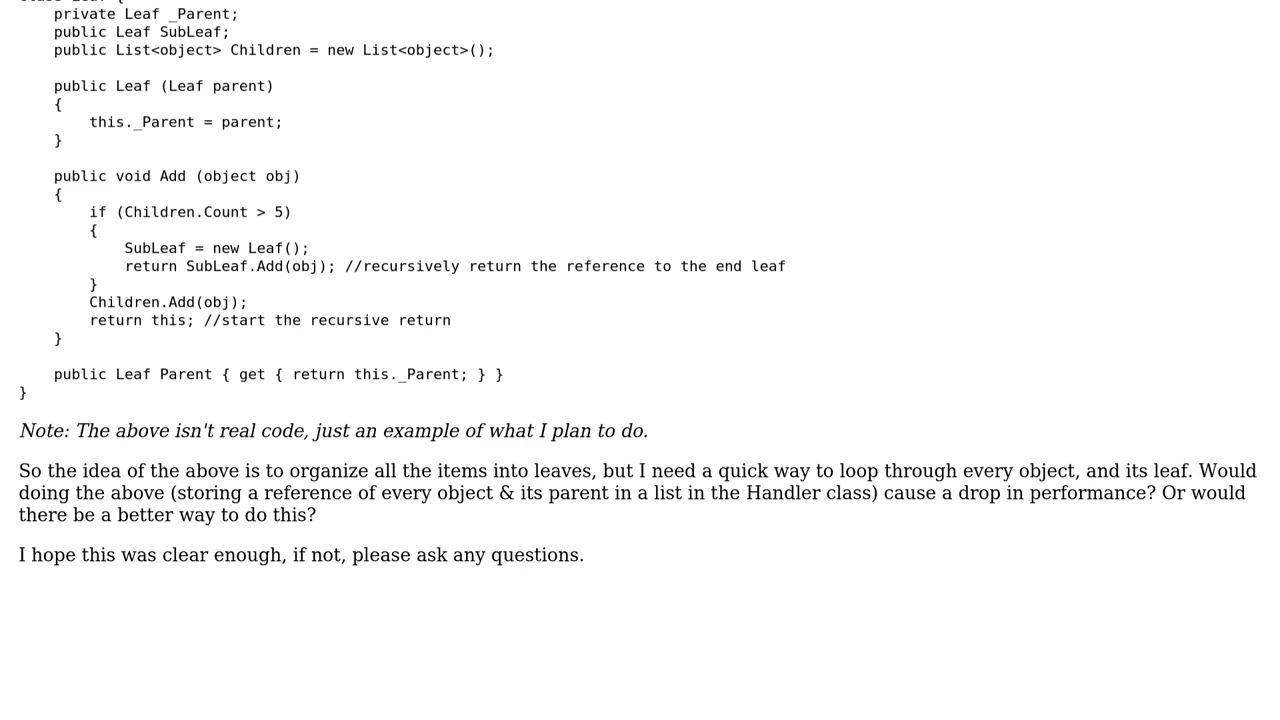 private Leaf _Parent;
public Leaf SubLeaf;
public List<object> Children = new List<object>();
public Leaf (Leaf parent)
{
this._Parent = parent;
}
public void Add (object obj)
{
if (Children.Count > 5)
{
SubLeaf = new Leaf();
return SubLeaf.Add(obj); //recursively return the reference to the end leaf
}
Children.Add(obj);
return this; //start the recursive return
}
public Leaf Parent { get { return this._Parent; } }
}
Note: The above isn't real code, just an example of what I plan to do.
So the idea of the above is to organize all the items into leaves, but I need a quick way to loop through every object, and its leaf. Would
doing the above (storing a reference of every object & its parent in a list in the Handler class) cause a drop in performance? Or would
there be a better way to do this?
I hope this was clear enough, if not, please ask any questions.